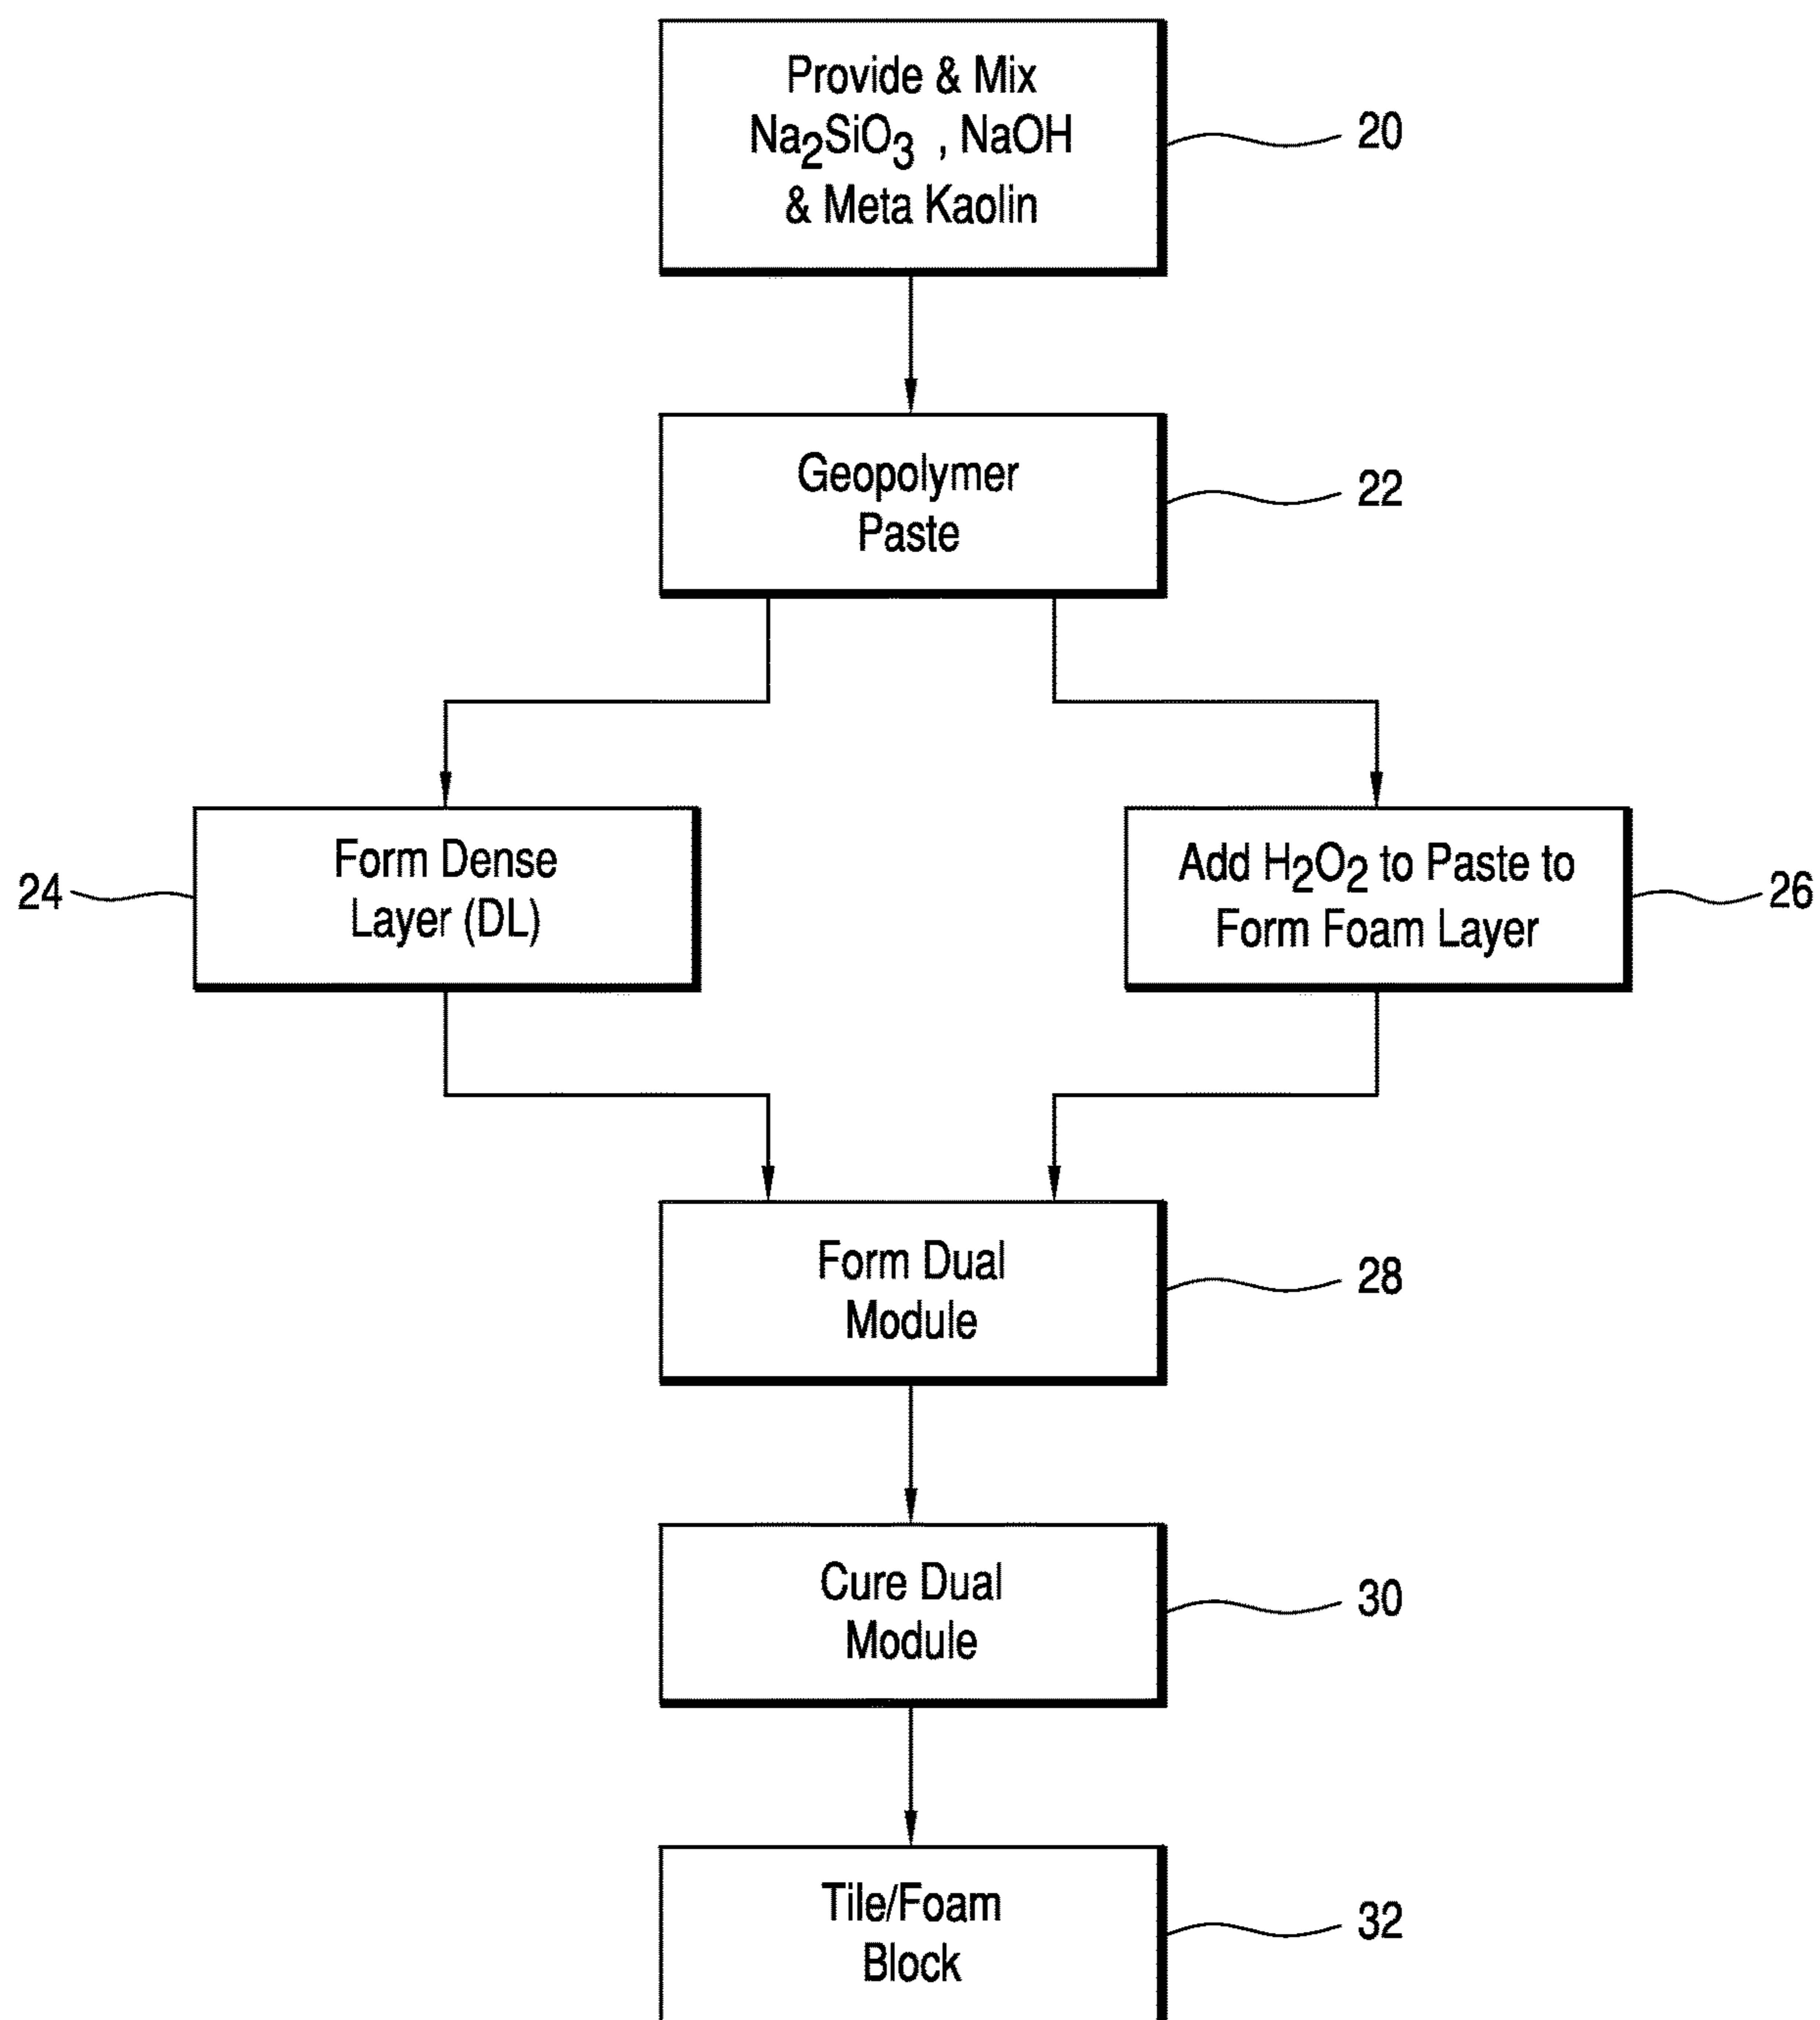 Provide & Mix
Na2SiO3 , NaOH
& Meta Kaolin
20
Geopolymer
Paste
22
Form Dense
Layer (DL)
24
Add H2O2 to Paste to
Form Foam Layer
26
Form Dual
Module
28
Cure Dual
Module
30
Tile/Foam
Block
32